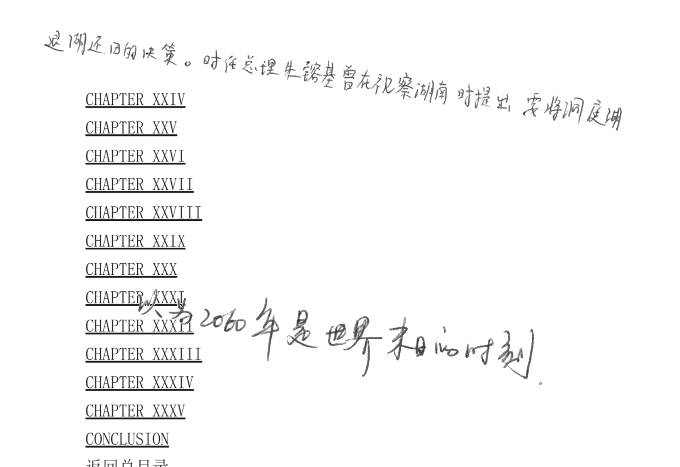 退湖还田的决策。时任总理朱镕基曾在视察湖南时提出,要将洞庭湖
CHAPTER XXIV
CHAPTER XXV
CHAPTER XXVI
CHAPTER XXVII
CHAPTER XXVIII
CHAPTER XXIX
CHAPTER XXX
CHAPTER XXXI
以为2060年是世界末日的时刻.
CHAPTER XXXII
CHAPTER XXXIII
CHAPTER XXXIV
CHAPTER XXXV
CONCLUSION
返回总目录